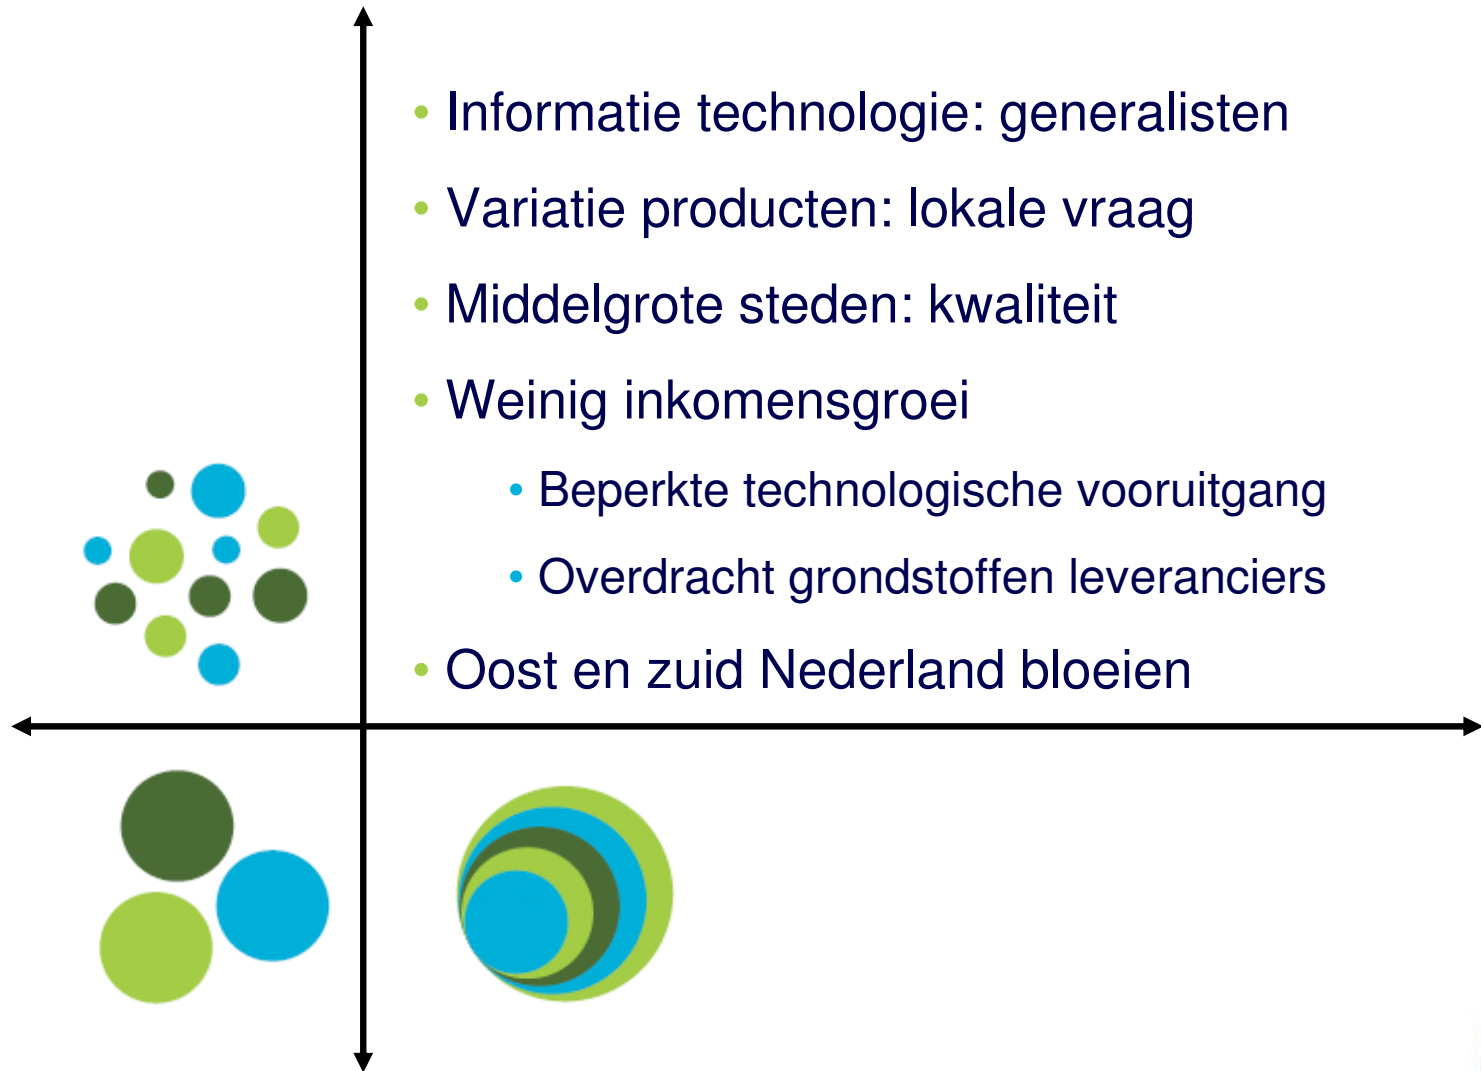 • Informatie technologie: generalisten
• Variatie producten: lokale vraag
• Middelgrote steden: kwaliteit
• Weinig inkomensgroei
• Beperkte technologische vooruitgang
• Overdracht grondstoffen leveranciers
• Oost en zuid Nederland bloeien